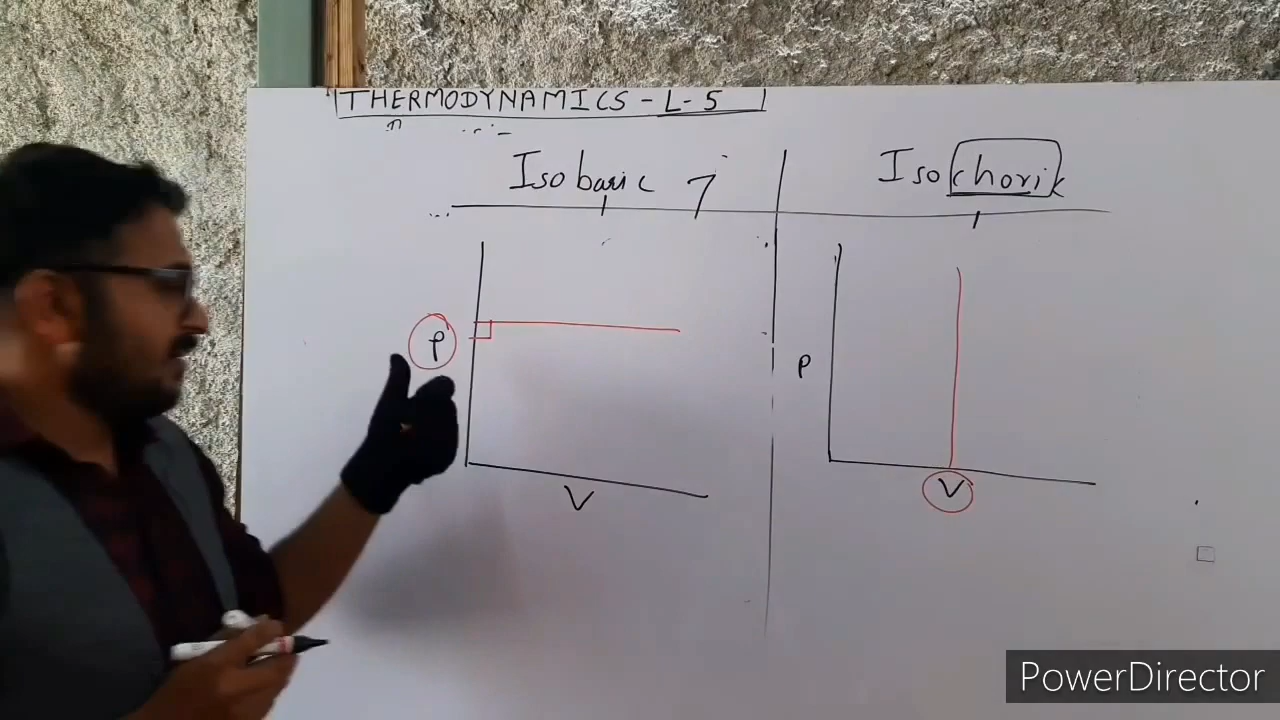 THERMODYNAMICS - L-5
Isobaric
Isochorik
P
V
P
V
PowerDirector